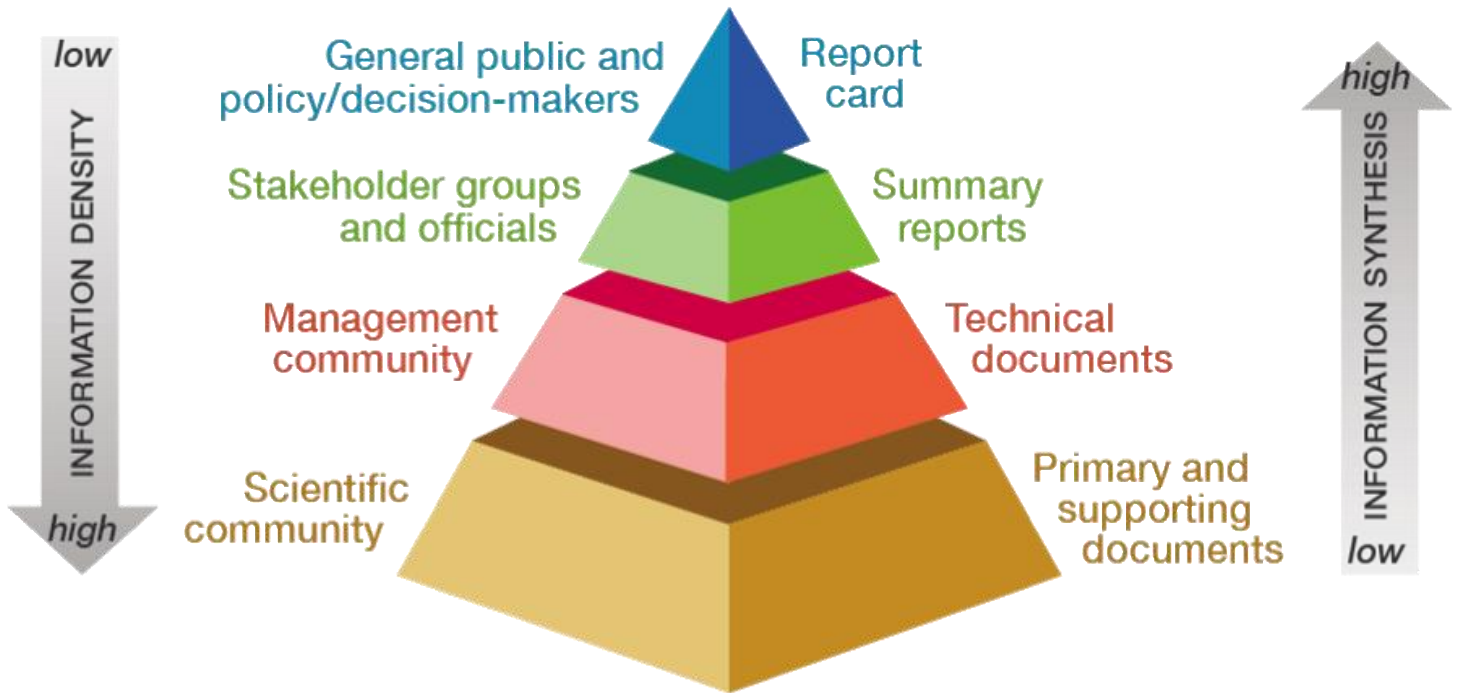 low
INFORMATION DENSITY
high
General public and
policy/decision-makers
Report
card
Stakeholder groups
and officials
Summary
reports
Management
community
Technical
documents
Scientific
community
Primary and
supporting
documents
high
INFORMATION SYNTHESIS
low